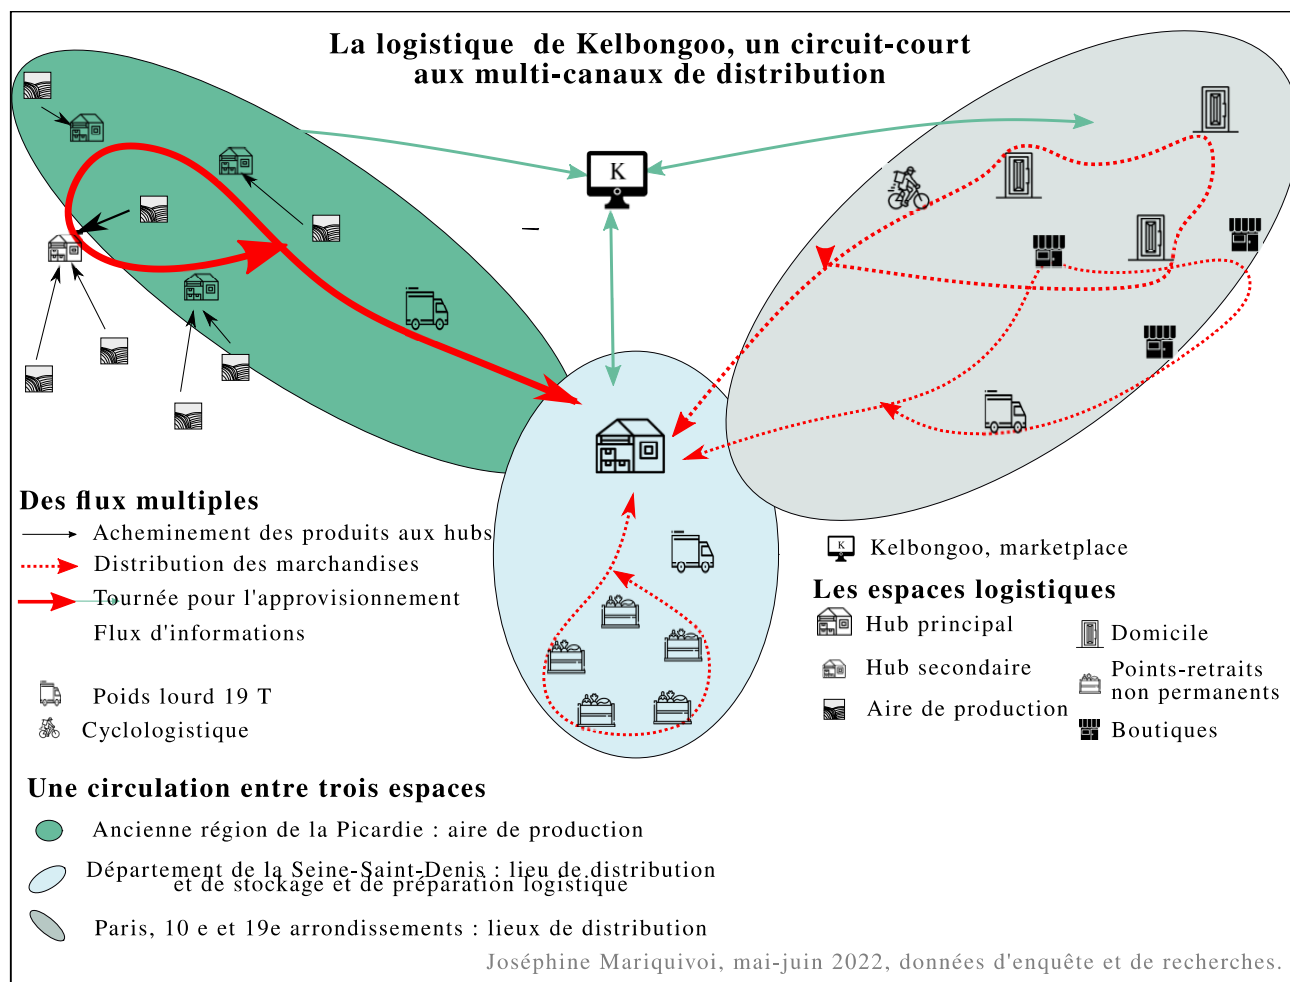 La logistique de Kelbongoo, un circuit-court
aux multi-canaux de distribution
K
Des flux multiples
Acheminement des produits aux hubs
Distribution des marchandises
Tournée pour l'approvisionnement
Flux d'informations
Poids lourd 19 T
Cyclologistique
K
Kelbongoo, marketplace
Les espaces logistiques
Hub principal
Hub secondaire
Aire de production
Domicile
Points-retraits
non permanents
Boutiques
Une circulation entre trois espaces
Ancienne région de la Picardie : aire de production
Département de la Seine-Saint-Denis : lieu de distribution
et de stockage et de préparation logistique
Paris, 10 e et 19e arrondissements : lieux de distribution
Joséphine Mariquivoi, mai-juin 2022, données d'enquête et de recherches.